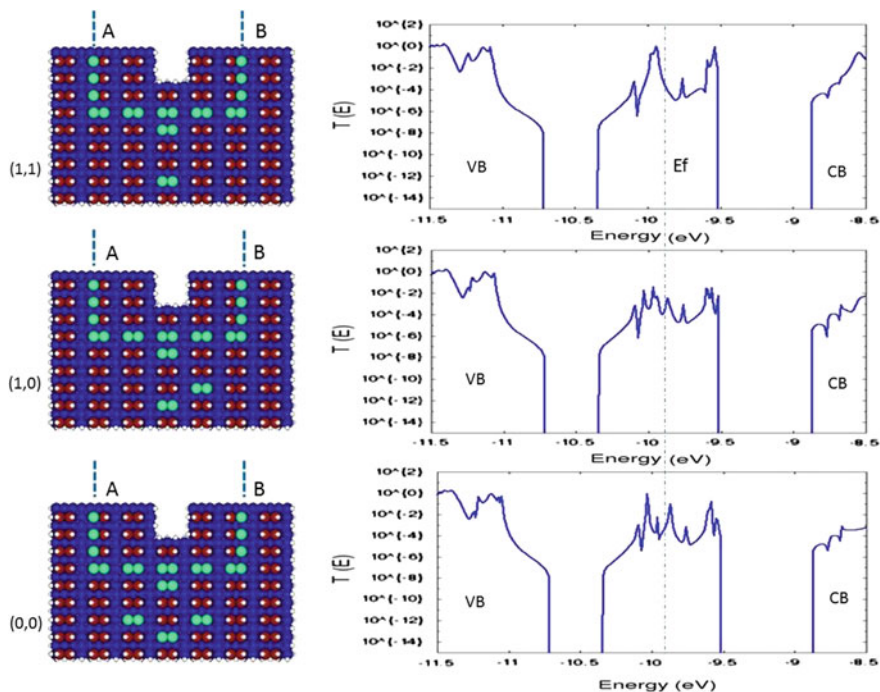 A
B
(1,1)
10^{2}
10^{0}
10^{-2}
10^{-4}
10^{-6}
10^{-8}
10^{-10}
10^{-12}
10^{-14}
T (E)
VB
Ef
CB
-11.5 -11 -10.5 -10 -9.5 -9 -8.5
Energy (eV)
A
B
(1,0)
10^{2}
10^{0}
10^{-2}
10^{-4}
10^{-6}
10^{-8}
10^{-10}
10^{-12}
10^{-14}
T (E)
VB
CB
-11.5 -11 -10.5 -10 -9.5 -9 -8.5
Energy (eV)
A
B
(0,0)
10^{2}
10^{0}
10^{-2}
10^{-4}
10^{-6}
10^{-8}
10^{-10}
10^{-12}
10^{-14}
T (E)
VB
CB
-11.5 -11 -10.5 -10 -9.5 -9 -8.5
Energy (eV)